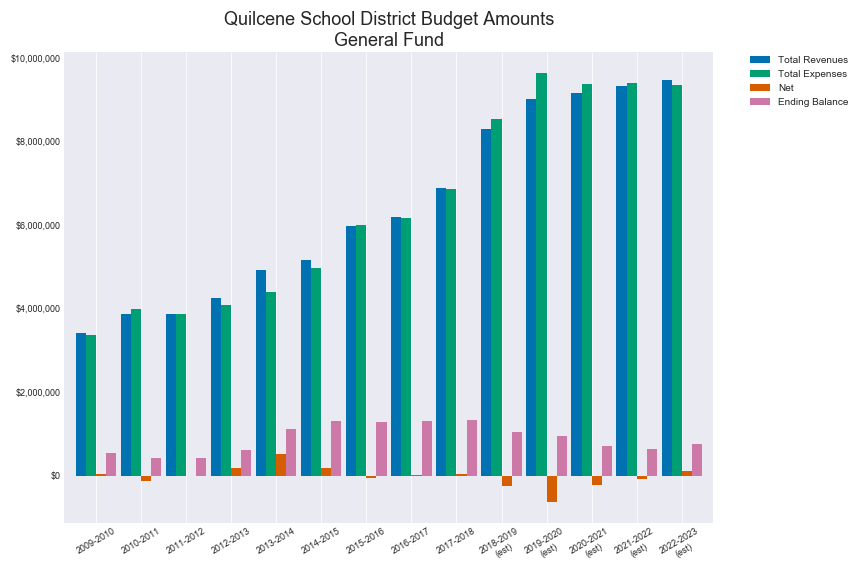 Quilcene School District Budget Amounts
General Fund
$10,000,000
$8,000,000
$6,000,000
$4,000,000
$2,000,000
$0
2009-2010
2010-2011
2011-2012
2012-2013
2013-2014
2014-2015
2015-2016
2016-2017
2017-2018
2018-2019
(est)
2019-2020
(est)
2020-2021
(est)
2021-2022
(est)
2022-2023
(est)
Total Revenues
Total Expenses
Net
Ending Balance